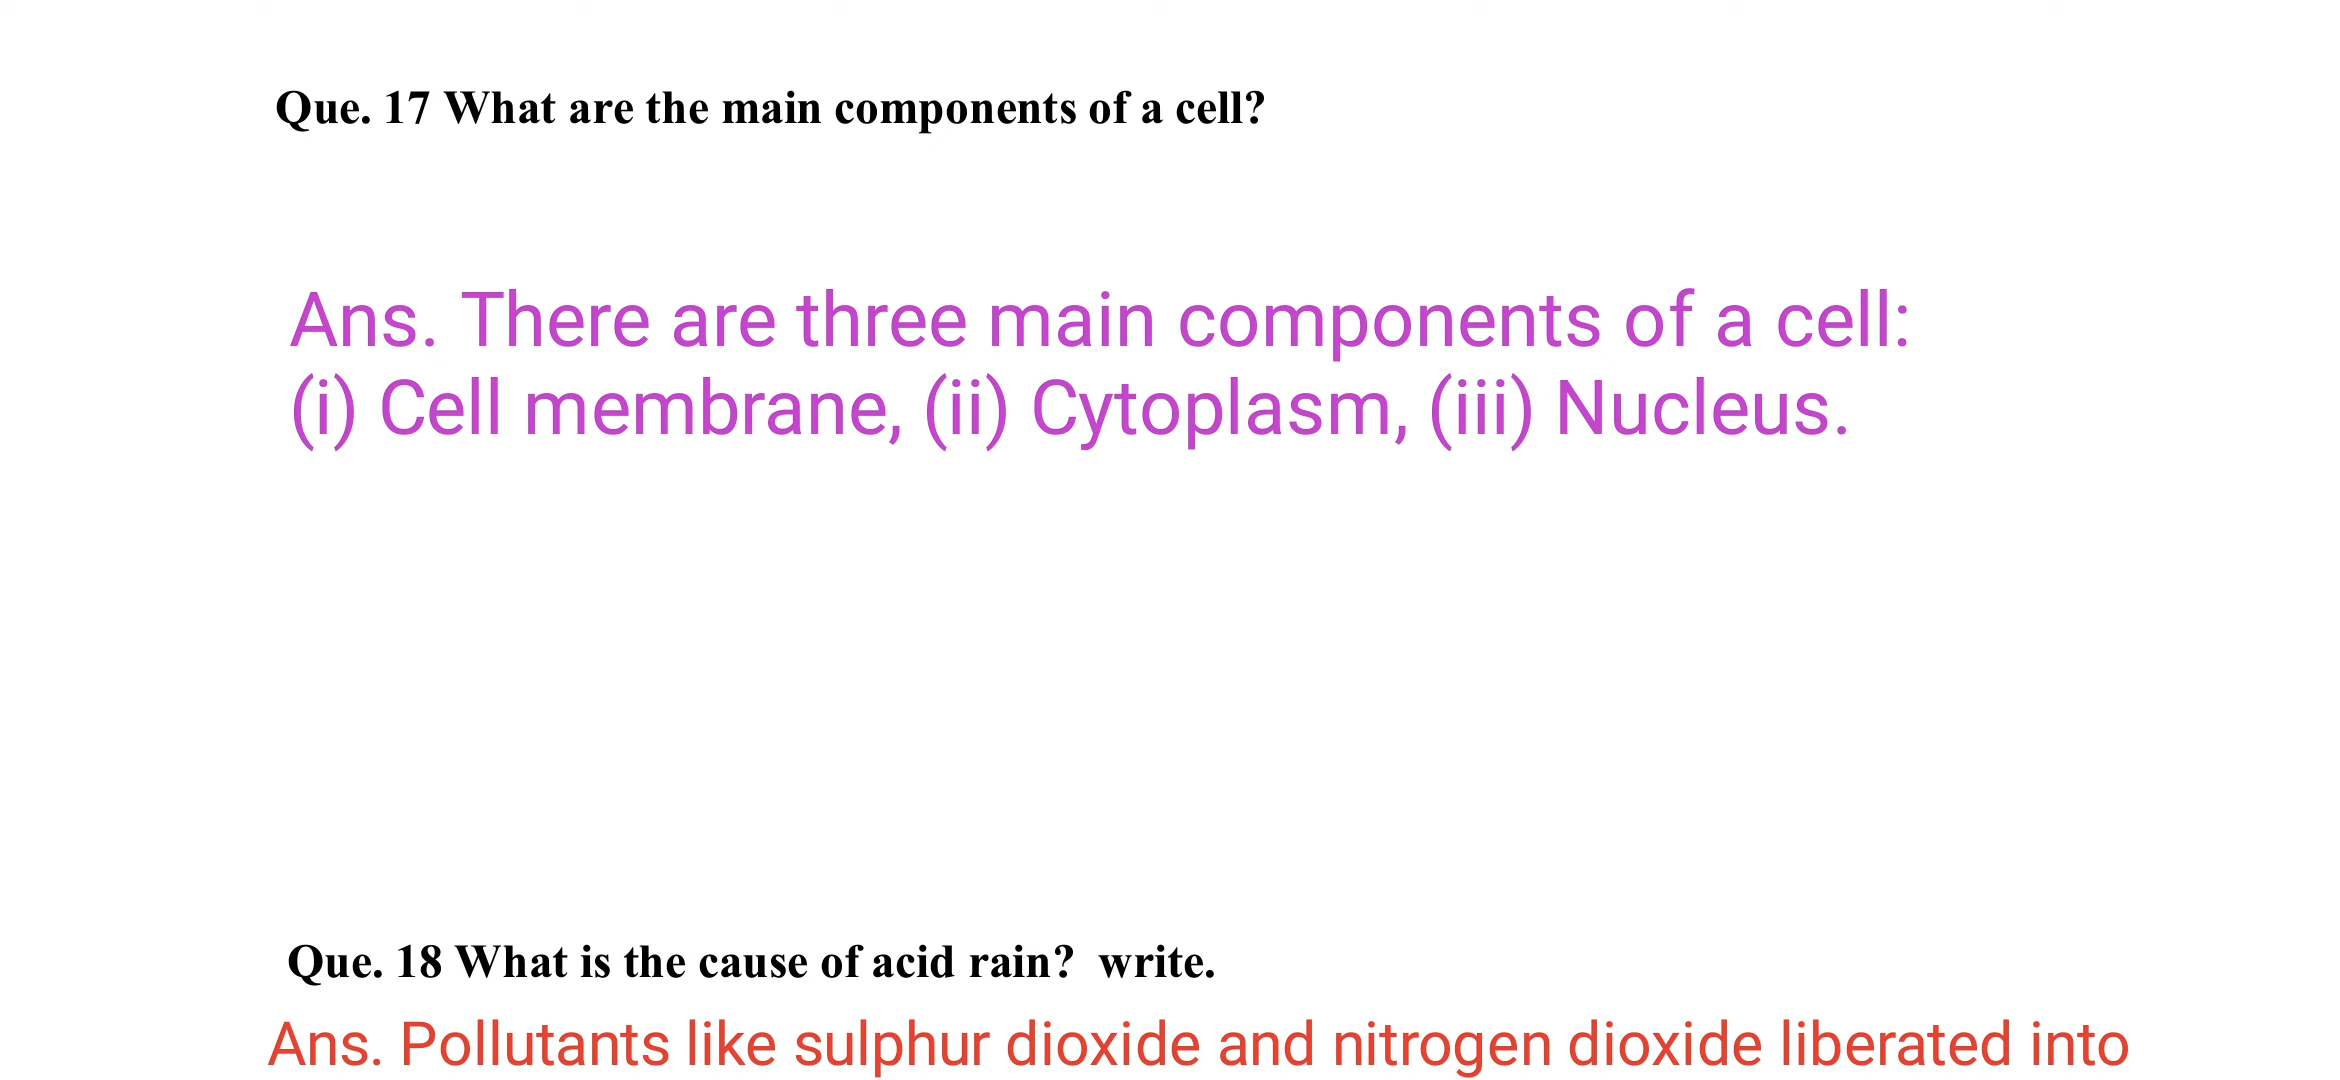 Que. 17 What are the main components of a cell?
Ans. There are three main components of a cell:
(i) Cell membrane, (ii) Cytoplasm, (iii) Nucleus.
Que. 18 What is the cause of acid rain?  write.
Ans. Pollutants like sulphur dioxide and nitrogen dioxide liberated into